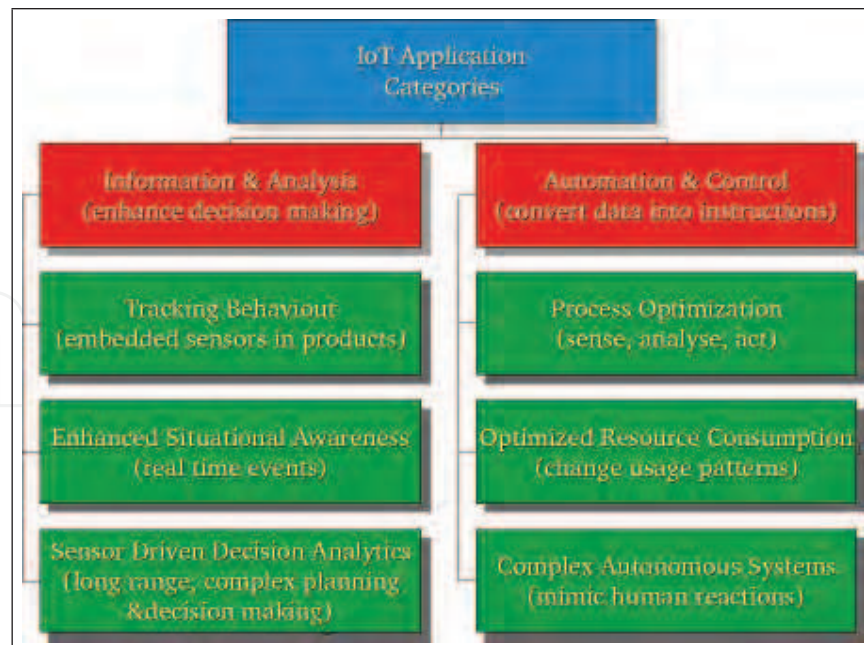 IoT Application
Categories
Information & Analysis
(enhance decision making)
Tracking Behaviour
(embedded sensors in products)
Enhanced Situational Awareness
(real time events)
Sensor Driven Decision Analytics
(long range, complex planning
&decision making)
Automation & Control
(convert data into instructions)
Process Optimization
(sense, analyse, act)
Optimized Resource Consumption
(change usage patterns)
Complex Autonomous Systems
(mimic human reactions)